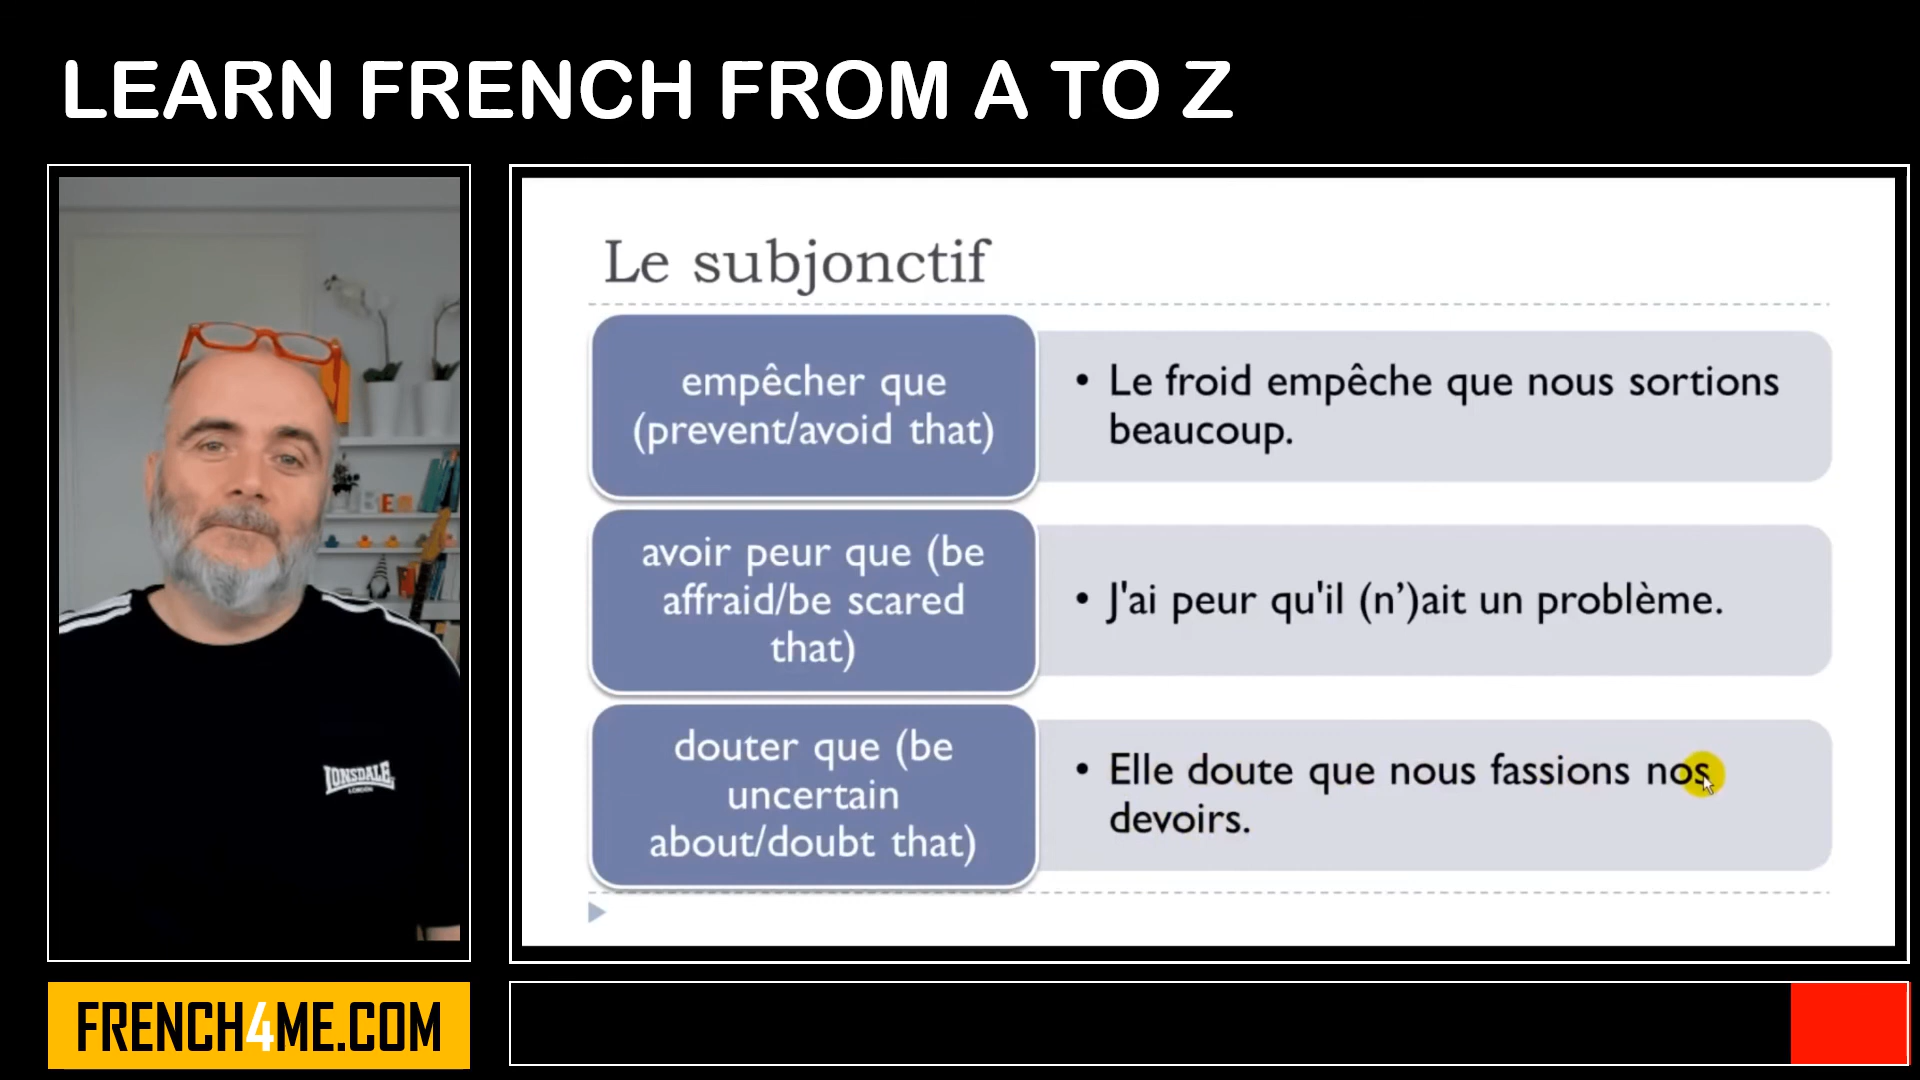 LEARN FRENCH FROM A TO Z
Le subjonctif
empêcher que
(prevent/avoid that)
• Le froid empêche que nous sortions
beaucoup.
avoir peur que (be
affraid/be scared
that)
• J'ai peur qu'il (n’)ait un problème.
douter que (be
uncertain
about/doubt that)
• Elle doute que nous fassions nos
devoirs.
BE
LONSDALE
LONDON
FRENCH4ME.COM